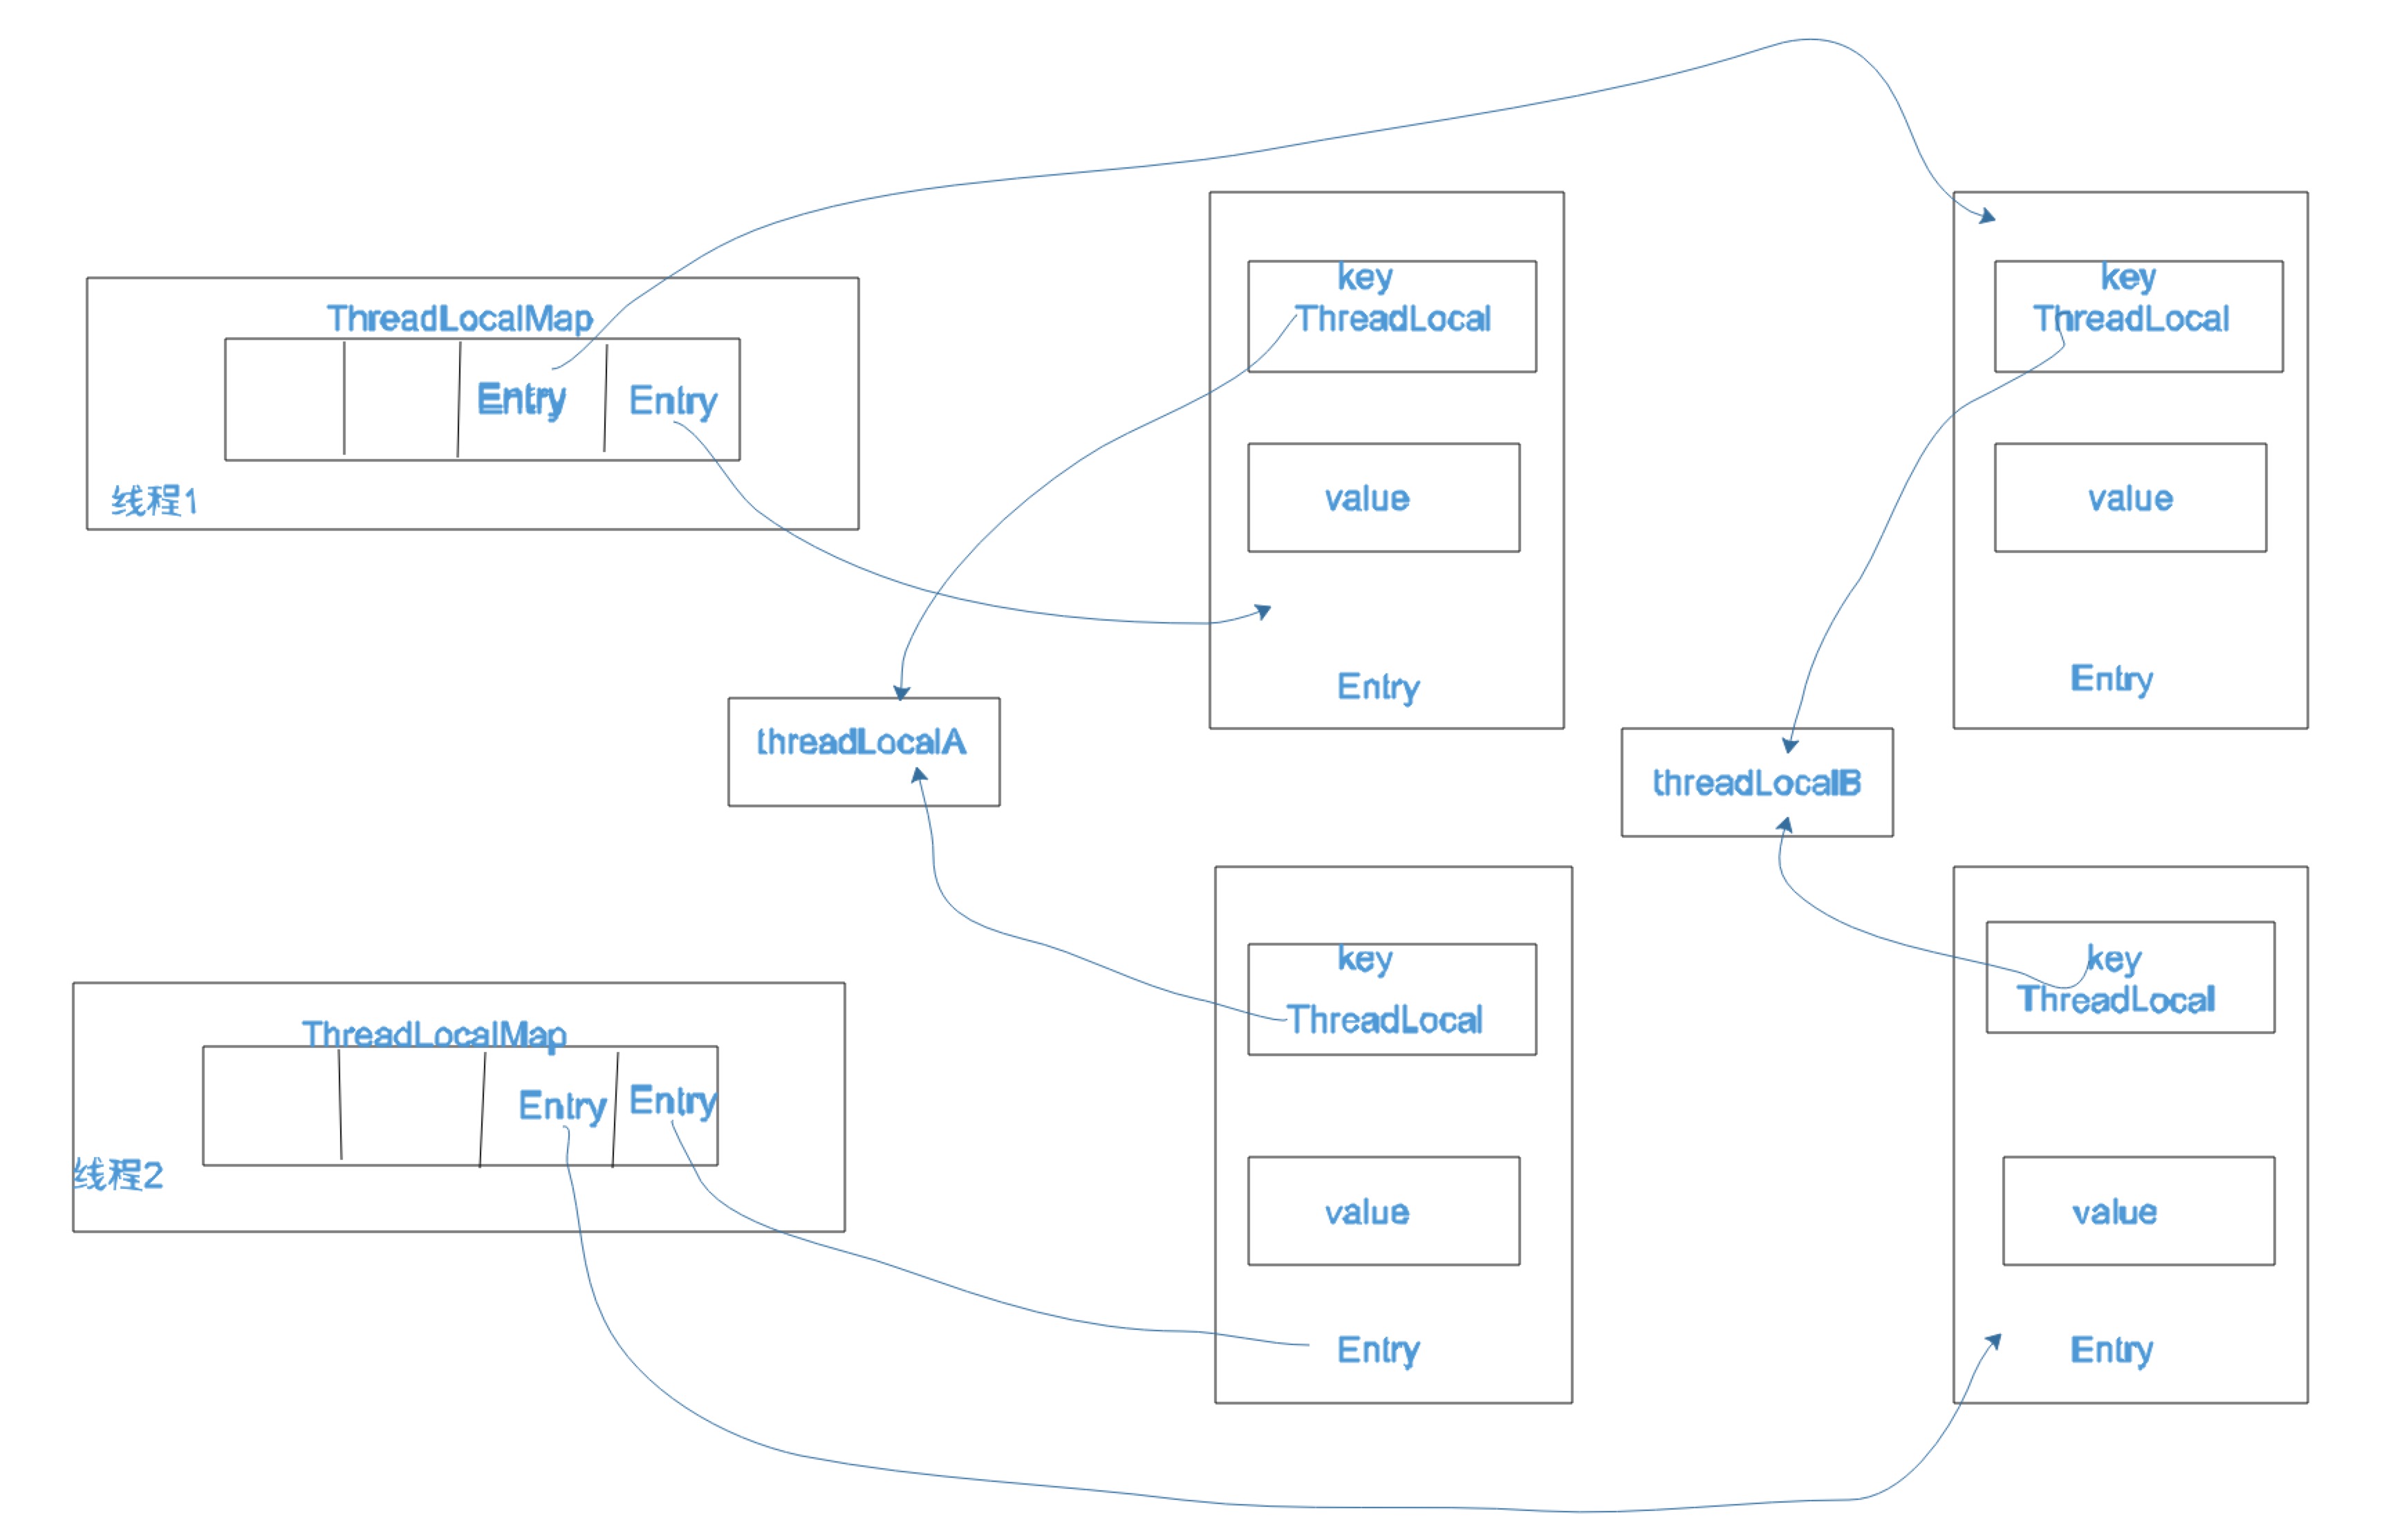 key
ThreadLocal
key
ThreadLocal
ThreadLocalMap
Entry
Entry
线程1
value
value
Entry
Entry
threadLocalA
threadLocalB
key
ThreadLocal
key
ThreadLocal
ThreadLocalMap
Entry
Entry
线程2
value
value
Entry
Entry